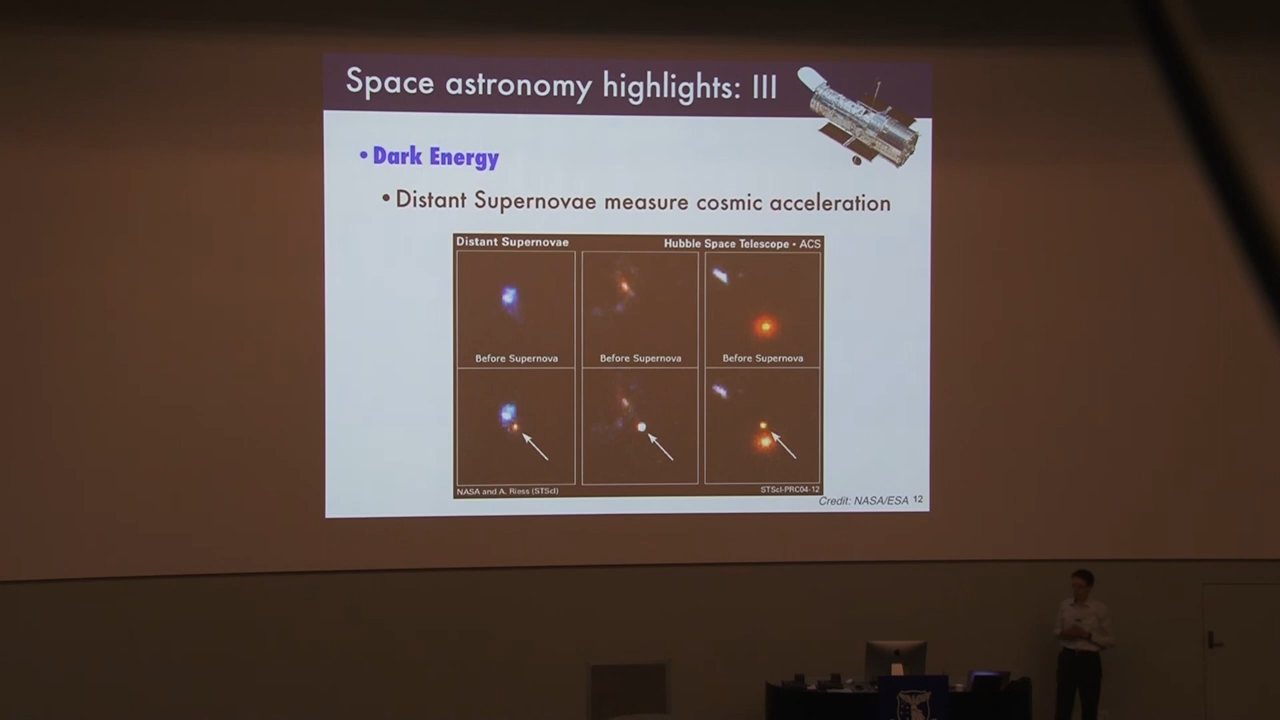 Space astronomy highlights: III
• Dark Energy
• Distant Supernovae measure cosmic acceleration
Distant Supernovae
Hubble Space Telescope • ACS
Before Supernova
Before Supernova
Before Supernova
NASA and A. Riess (STScI)
STScI-PRC04-12
Credit: NASA/ESA 12